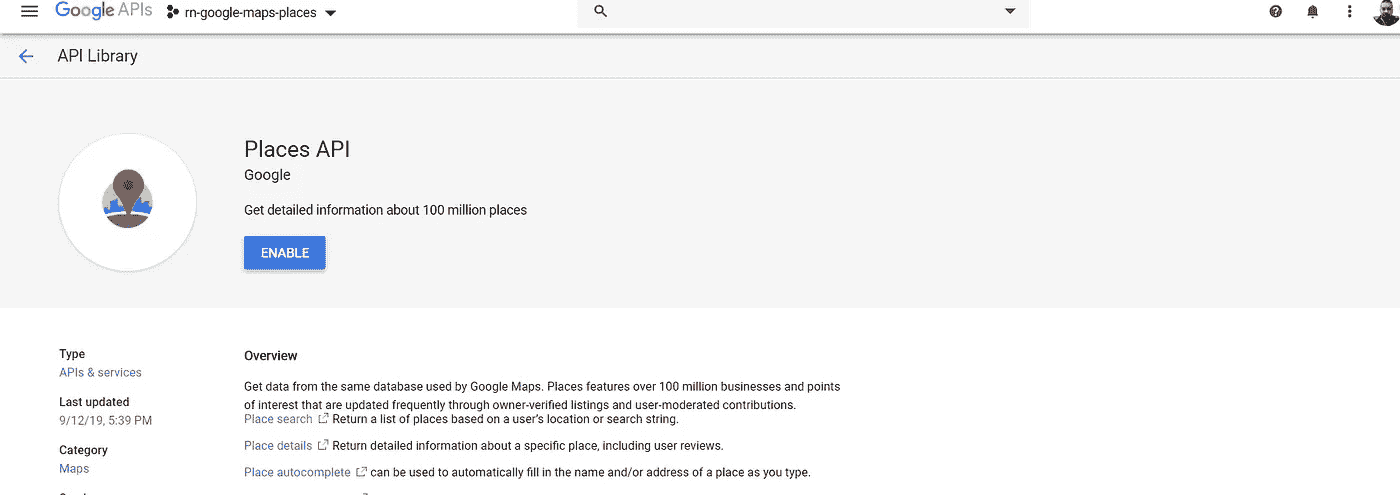 Google APIs rn-google-maps-places
API Library
Places API
Google
Get detailed information about 100 million places
ENABLE
Type
APIs & services
Last updated
9/12/19, 5:39 PM
Category
Maps
Overview
Get data from the same database used by Google Maps. Places features over 100 million businesses and points
of interest that are updated frequently through owner-verified listings and user-moderated contributions.
Place search Return a list of places based on a user's location or search string.
Place details Return detailed information about a specific place, including user reviews.
Place autocomplete can be used to automatically fill in the name and/or address of a place as you type.